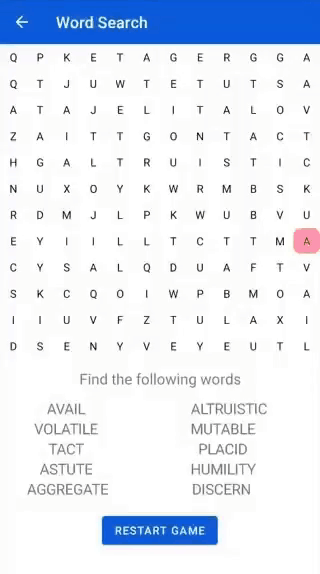 Word Search
Q P K E T A G E R G G A
Q T J U W T E T U T S A
A T A J E L I T A L O V
Z A I T T G O N T A C T
H G A L T R U I S T I C
N U X O Y K W R M B S K
R D M J L P K W U B V U
E Y I I L L T C T T M A
C Y S A L Q D U A F T V
S K C Q O I W P B M O A
I I U V F Z T U L A X I
D S E N Y V E Y E U T L
Find the following words
AVAIL ALTRUISTIC
VOLATILE MUTABLE
TACT PLACID
ASTUTE HUMILITY
AGGREGATE DISCERN
RESTART GAME